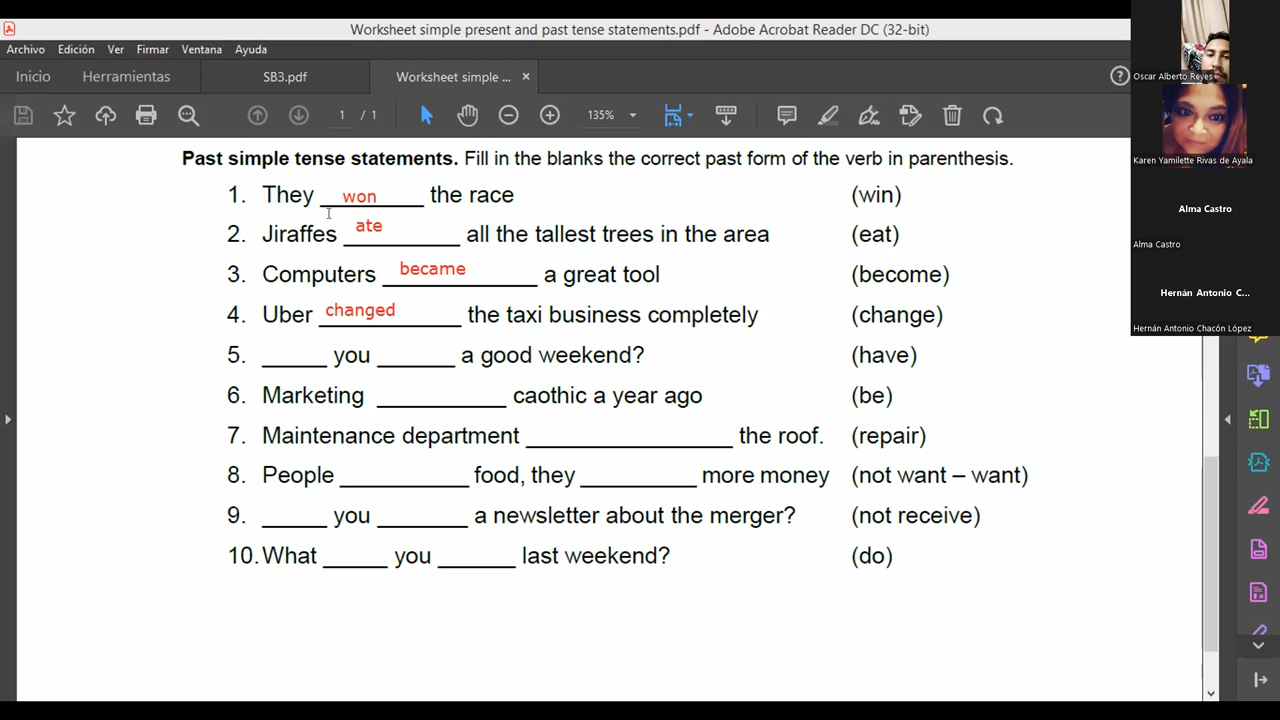 Worksheet simple present and past tense statements.pdf - Adobe Acrobat Reader DC (32-bit)
Archivo Edición Ver Firmar Ventana Ayuda
Inicio Herramientas SB3.pdf Worksheet simple ... ×
1 / 1 135%
Past simple tense statements. Fill in the blanks the correct past form of the verb in parenthesis.
1. They __won__ the race (win)
2. Jiraffes __ate__ all the tallest trees in the area (eat)
3. Computers __became__ a great tool (become)
4. Uber __changed__ the taxi business completely (change)
5. _____ you ______ a good weekend? (have)
6. Marketing __________ caothic a year ago (be)
7. Maintenance department ________________ the roof. (repair)
8. People __________ food, they _________ more money (not want – want)
9. _____ you _______ a newsletter about the merger? (not receive)
10. What _____ you ______ last weekend? (do)
Oscar Alberto Reyes
Karen Yamilette Rivas de Ayala
Alma Castro
Alma Castro
Hernán Antonio C...
Hernán Antonio Chacón López